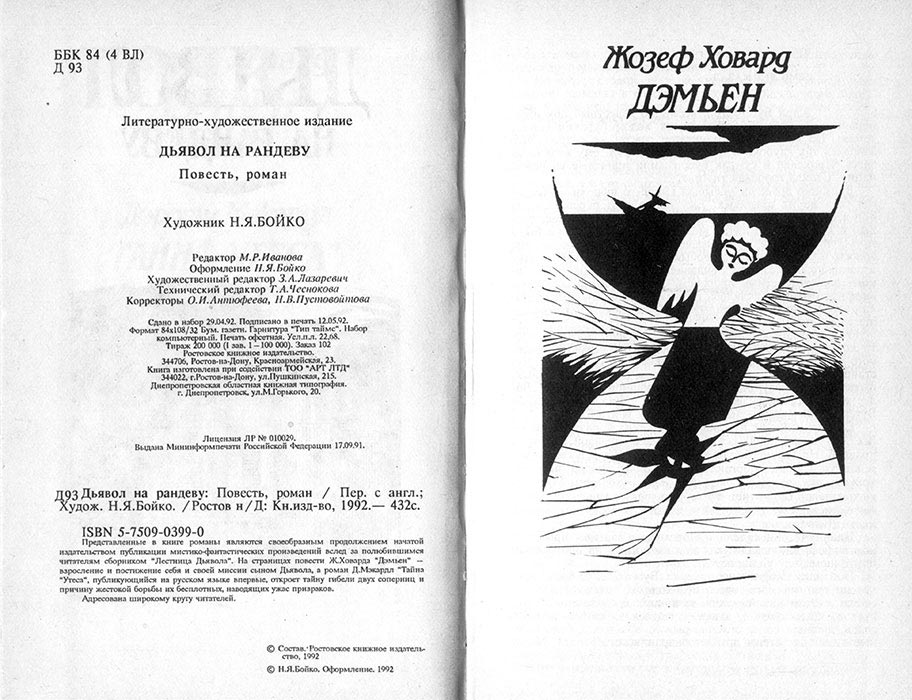 ББК 84 (4 ВЛ)
Д 93
Литературно-художественное издание
ДЬЯВОЛ НА РАНДЕВУ
Повесть, роман
Художник Н.Я.БОЙКО
Редактор М.Р.Иванова
Оформление Н.Я.Бойко
Художественный редактор З.А.Лазаревич
Технический редактор Т.А.Чеснокова
Корректоры О.И.Антюфеева, Н.В.Пустовойтова
Сдано в набор 29.04.92. Подписано в печать 12.05.92.
Формат 84х108/32 Бум. газетн. Гарнитура "Тип таймс". Набор
компьютерный. Печать офсетная. Усл.п.л. 22,68.
Тираж 200 000 (I зав. 1—100 000). Заказ 102
Ростовское книжное издательство.
344706, Ростов-на-Дону, Красноармейская, 23.
Книга изготовлена при содействии ТОО "АРТ ЛТД"
344022, г.Ростов-на-Дону, ул.Пушкинская, 215.
Днепропетровская областная книжная типография.
г. Днепропетровск, ул.М.Горького, 20.
Лицензия ЛР № 010029.
Выдана Мининформпечати Российской Федерации 17.09.91.
Д93 Дьявол на рандеву: Повесть, роман / Пер. с англ.;
Худож. Н.Я.Бойко. /Ростов н/Д: Кн.изд-во, 1992.— 432с.
ISBN 5-7509-0399-0
Представленные в книге романы являются своеобразным продолжением начатой
издательством публикации мистико-фантастических произведений вслед за полюбившимся
читателям сборником "Лестница Дьявола". На страницах повести Ж.Ховарда "Дэмьен" --
взросление и постижение себя и своей миссии сыном Дьявола, а роман Д.Макардл "Тайна
"Утеса", публикующийся на русском языке впервые, откроет тайну гибели двух соперниц и
причину жестокой борьбы их бесплотных, наводящих ужас призраков.
Адресована широкому кругу читателей.
© Состав. Ростовское книжное издатель-
ство, 1992
© Н.Я.Бойко. Оформление. 1992
Жозеф Ховард
ДЭМЬЕН